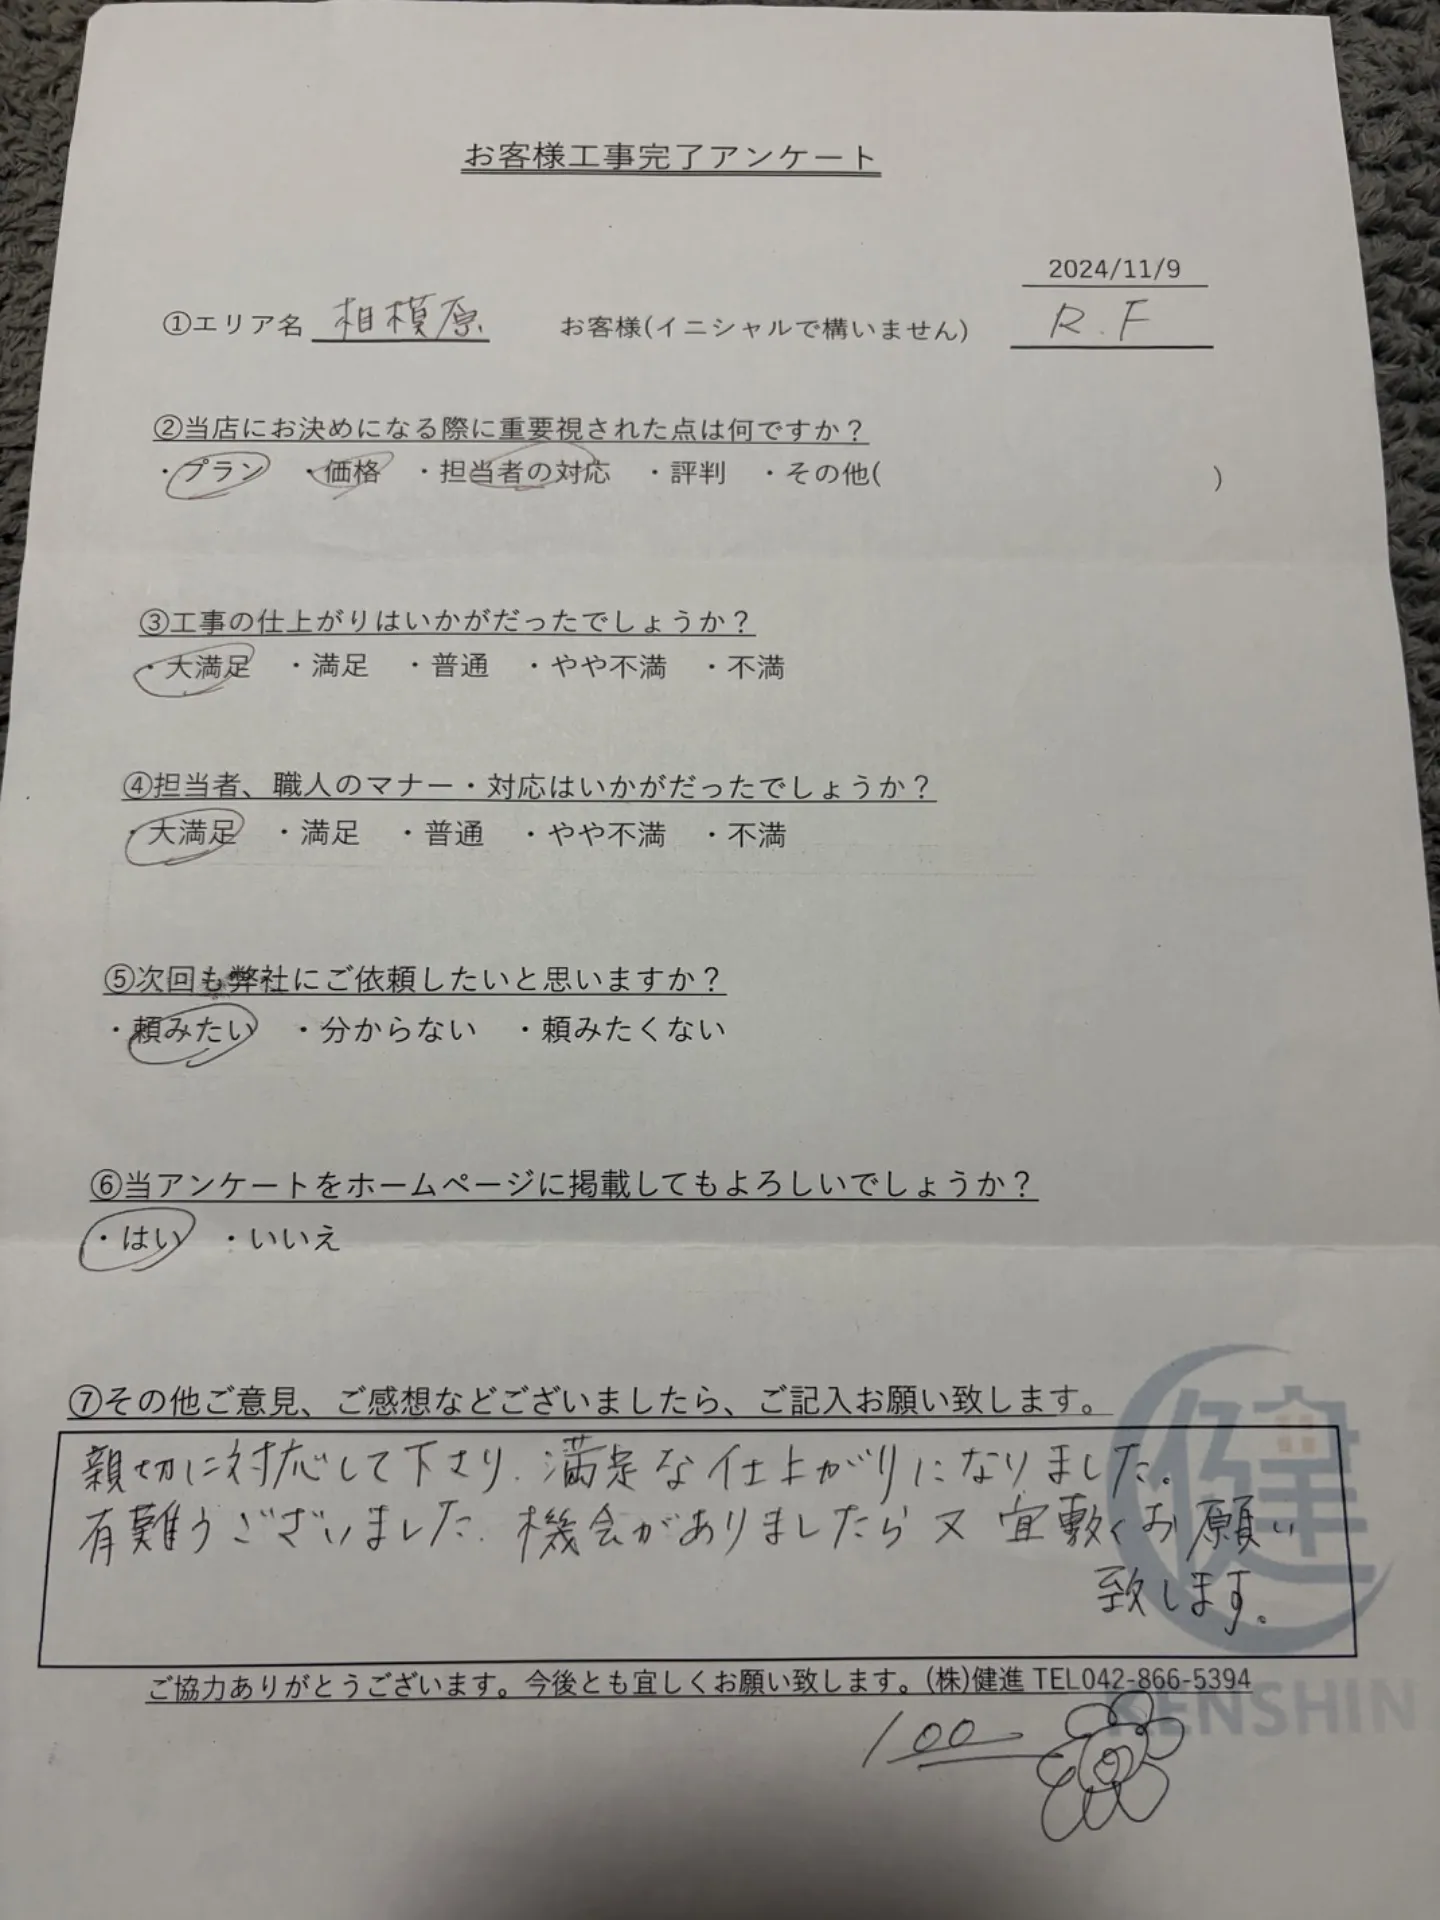 お客様工事完了アンケート
2024/11/9
①エリア名 相模原 お客様(イニシャルで構いません) R.F
②当店にお決めになる際に重要視された点は何ですか？
・プラン ・価格 ・担当者の対応 ・評判 ・その他( )
③工事の仕上がりはいかがだったでしょうか？
・大満足 ・満足 ・普通 ・やや不満 ・不満
④担当者、職人のマナー・対応はいかがだったでしょうか？
・大満足 ・満足 ・普通 ・やや不満 ・不満
⑤次回も弊社にご依頼したいと思いますか？
・頼みたい ・分からない ・頼みたくない
⑥当アンケートをホームページに掲載してもよろしいでしょうか？
・はい ・いいえ
⑦その他ご意見、ご感想などございましたら、ご記入お願い致します。
親切に対応して下さり、満足な仕上がりになりました。
有難うございました。機会がありましたら又宜敷くお願い
致します。
健
ご協力ありがとうございます。今後とも宜しくお願い致します。(株)健進 TEL042-866-5394
KENSHIN
100